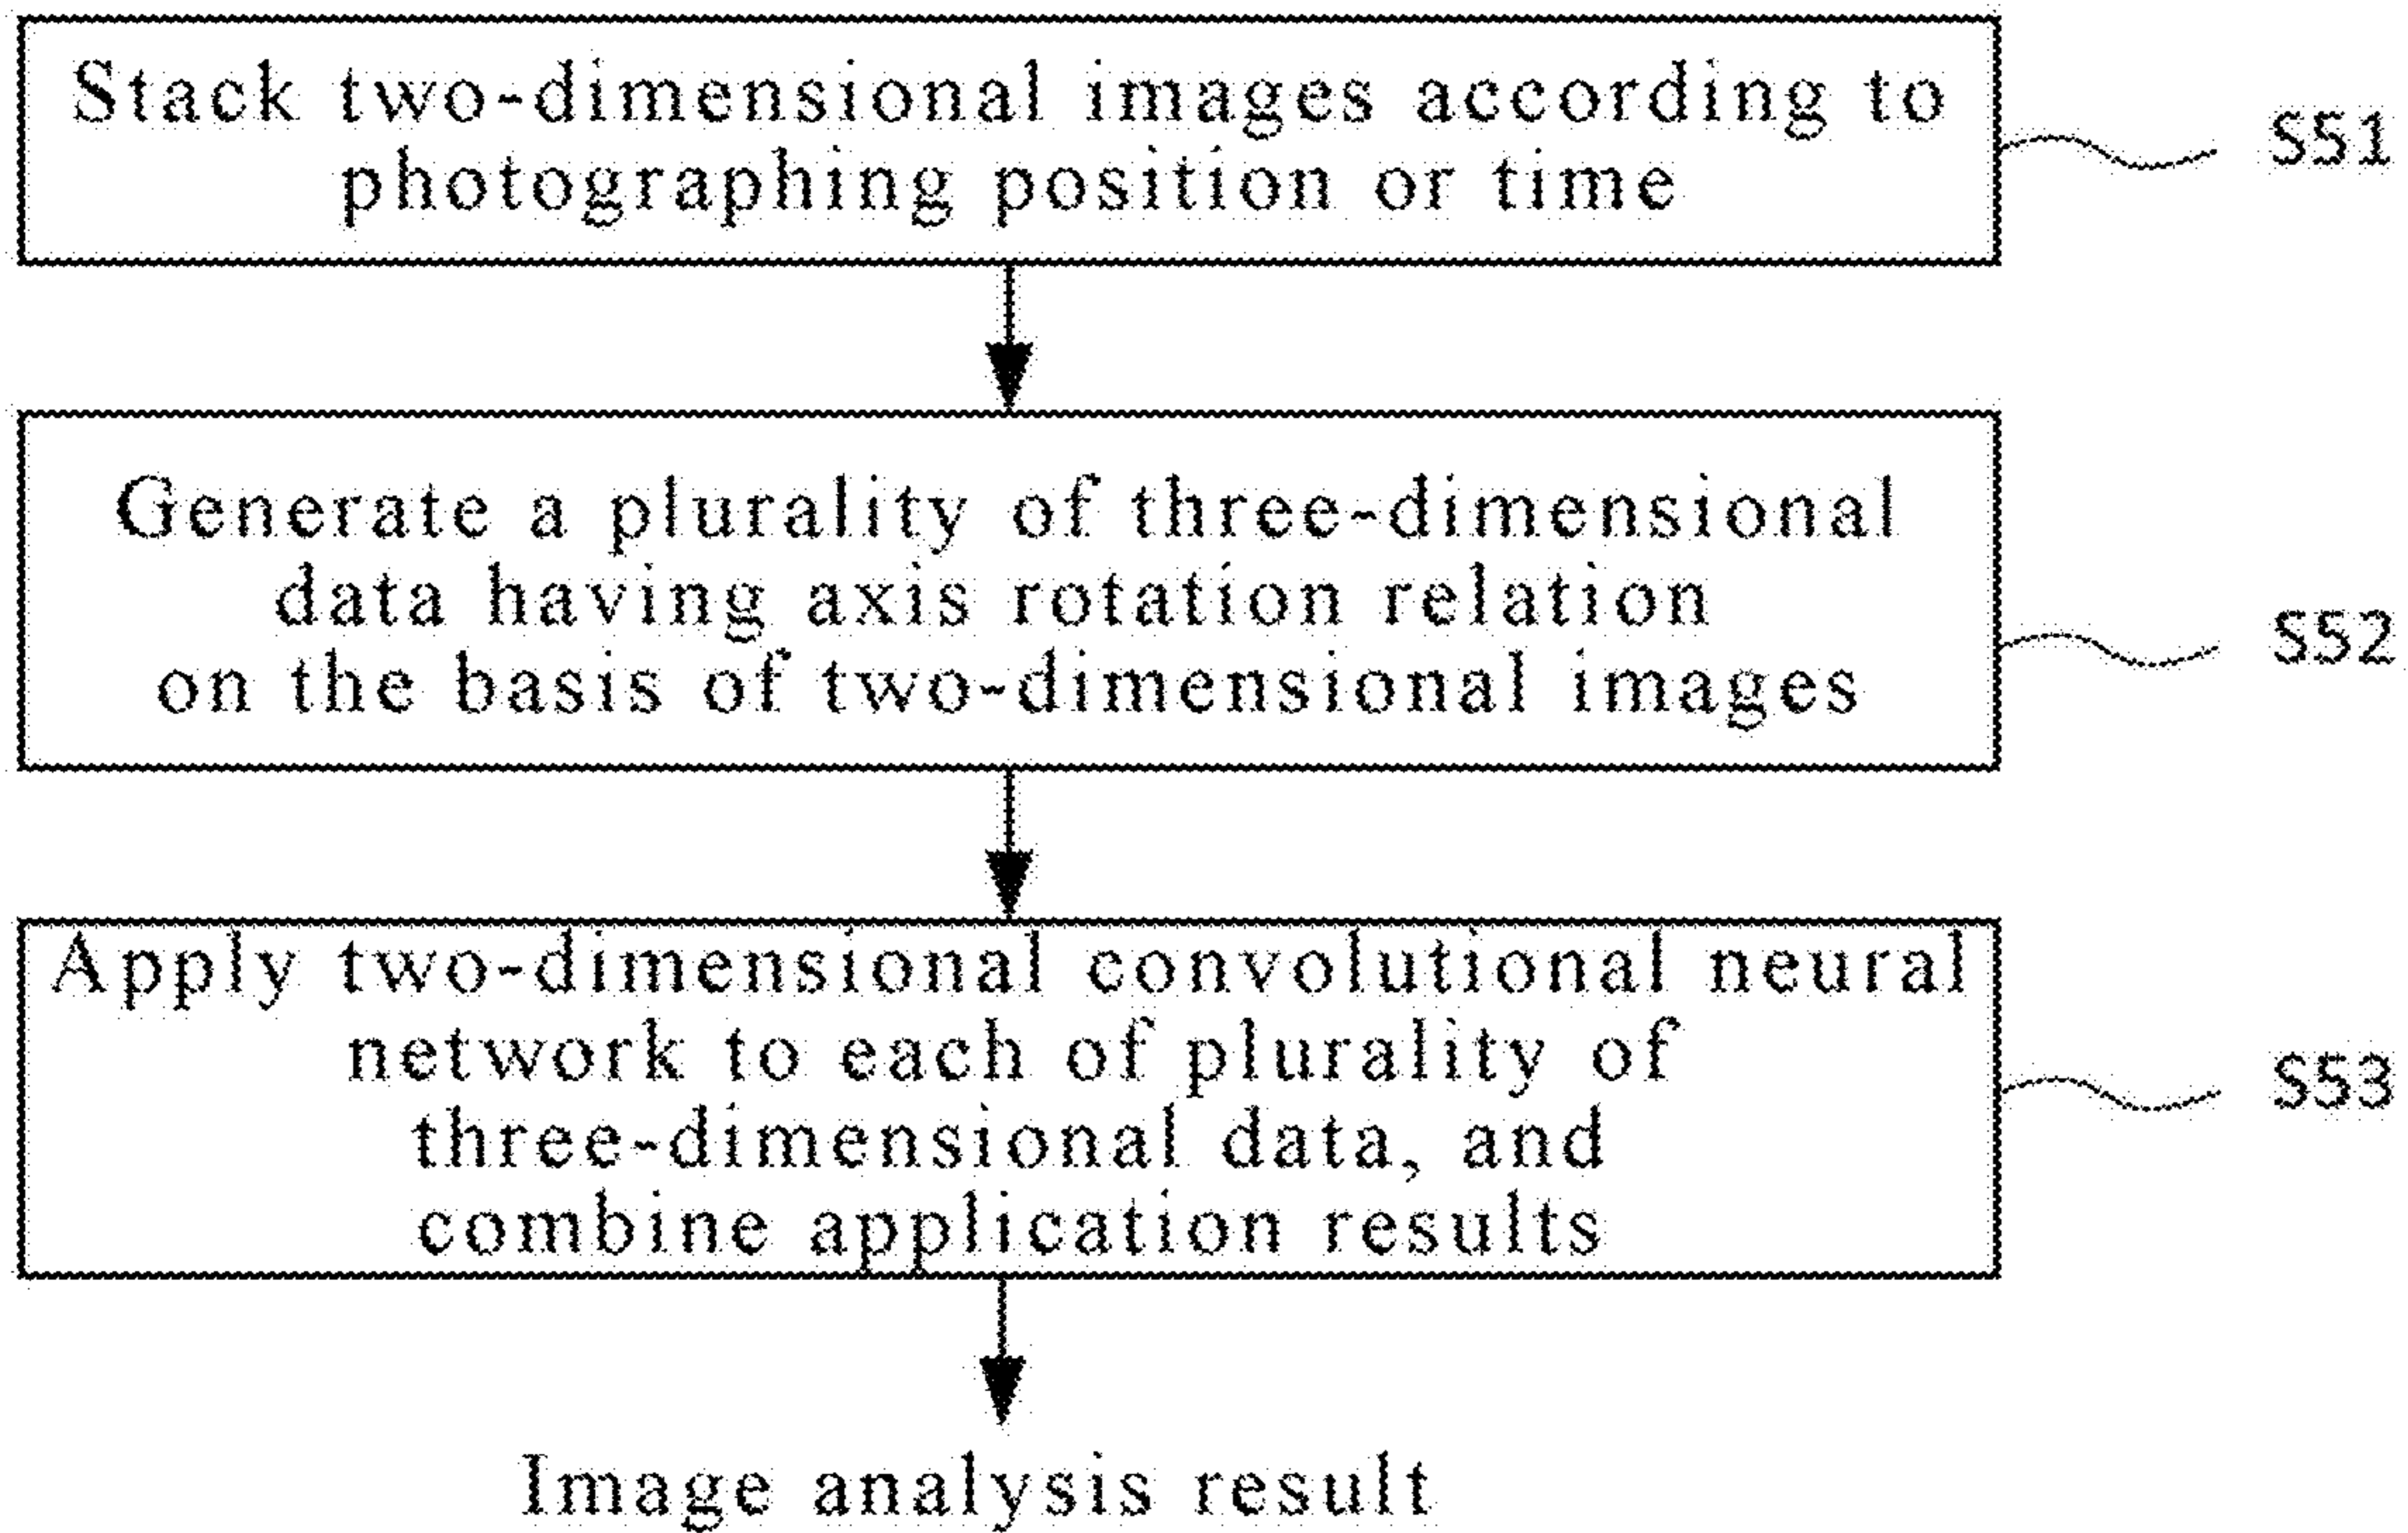 Stack two-dimensional images according to
photographing position or time
S51
Generate a plurality of three-dimensional
data having axis rotation relation
on the basis of two-dimensional images
S52
Apply two-dimensional convolutional neural
network to each of plurality of
three-dimensional data, and
combine application results
S53
Image analysis result